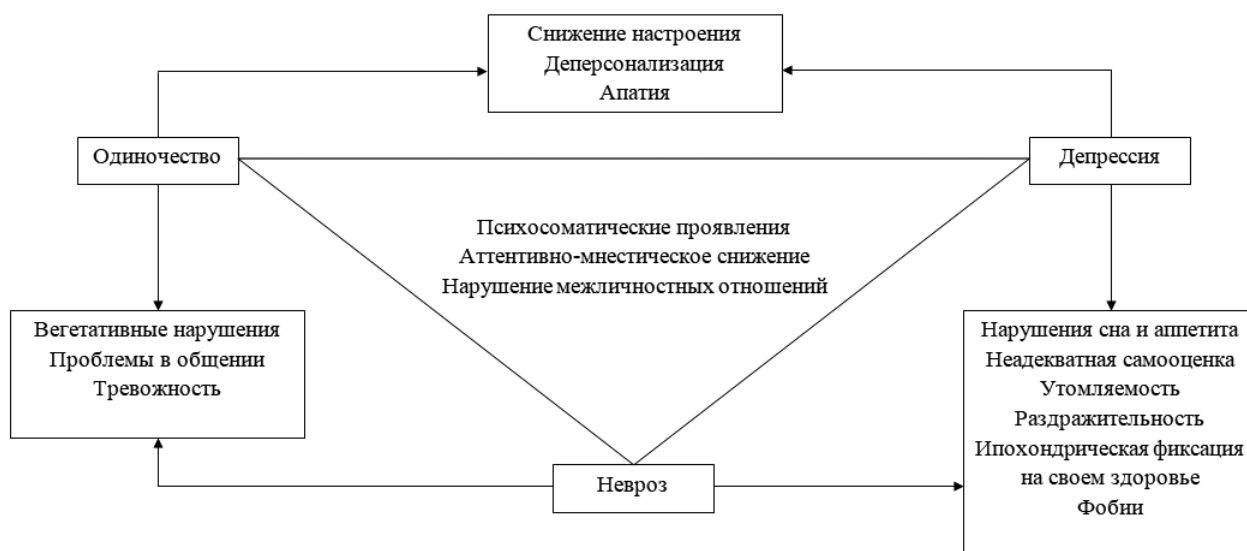 Снижение настроения
Деперсонализация
Апатия
Одиночество
Депрессия
Психосоматические проявления
Аттентивно-мнестическое снижение
Нарушение межличностных отношений
Вегетативные нарушения
Проблемы в общении
Тревожность
Нарушения сна и аппетита
Неадекватная самооценка
Утомляемость
Раздражительность
Ипохондрическая фиксация
на своем здоровье
Фобии
Невроз